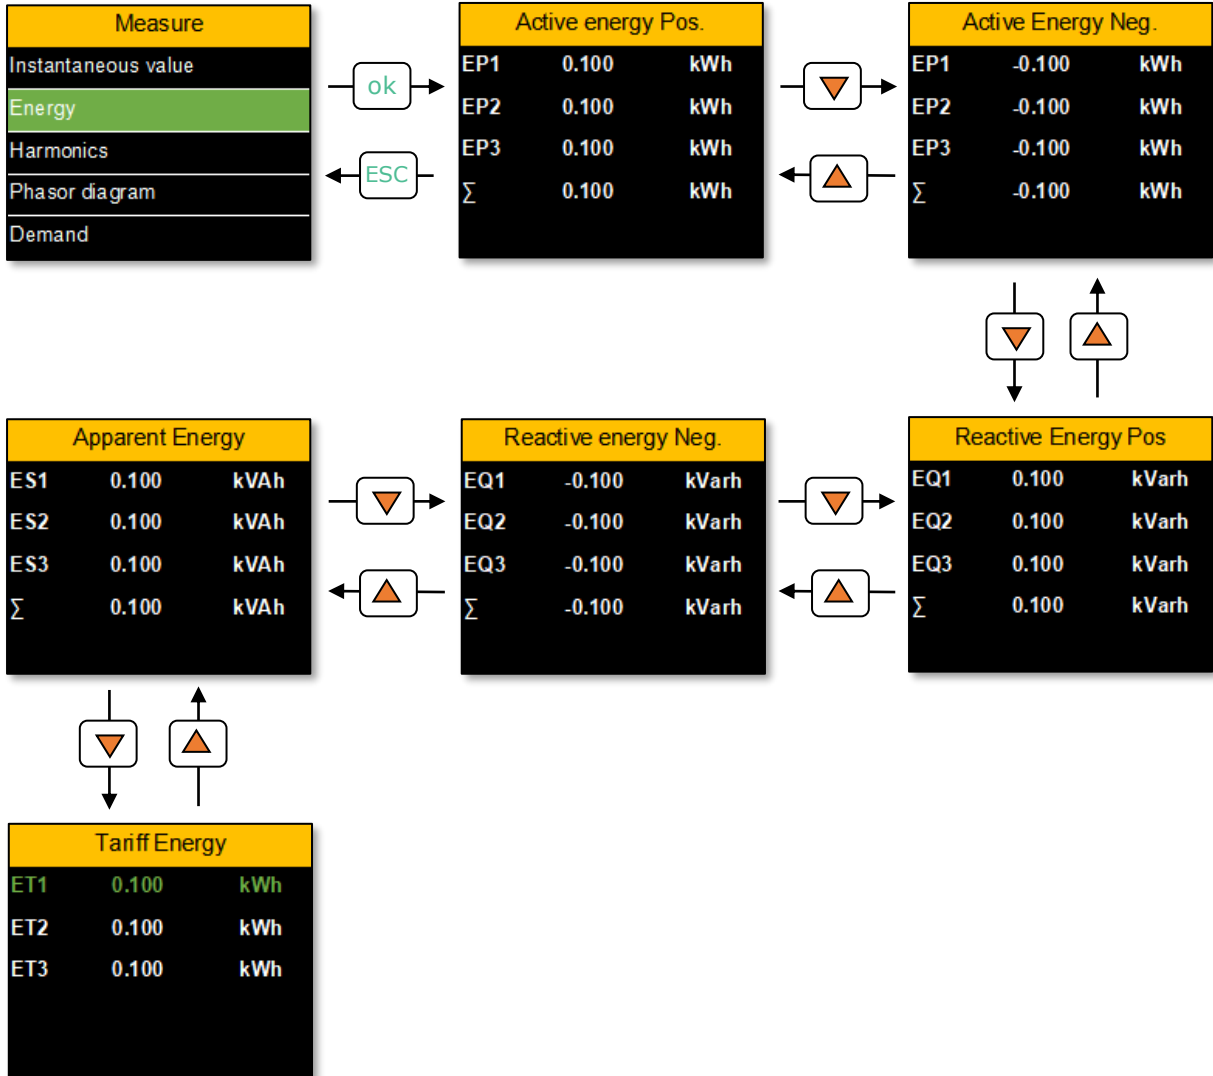 Measure
Instantaneous value
Energy
Harmonics
Phasor diagram
Demand
ok
ESC
Active energy Pos.
EP1 0.100 kWh
EP2 0.100 kWh
EP3 0.100 kWh
∑ 0.100 kWh
Active Energy Neg.
EP1 -0.100 kWh
EP2 -0.100 kWh
EP3 -0.100 kWh
∑ -0.100 kWh
Apparent Energy
ES1 0.100 kVAh
ES2 0.100 kVAh
ES3 0.100 kVAh
∑ 0.100 kVAh
Reactive energy Neg.
EQ1 -0.100 kVarh
EQ2 -0.100 kVarh
EQ3 -0.100 kVarh
∑ -0.100 kVarh
Reactive Energy Pos
EQ1 0.100 kVarh
EQ2 0.100 kVarh
EQ3 0.100 kVarh
∑ 0.100 kVarh
Tariff Energy
ET1 0.100 kWh
ET2 0.100 kWh
ET3 0.100 kWh